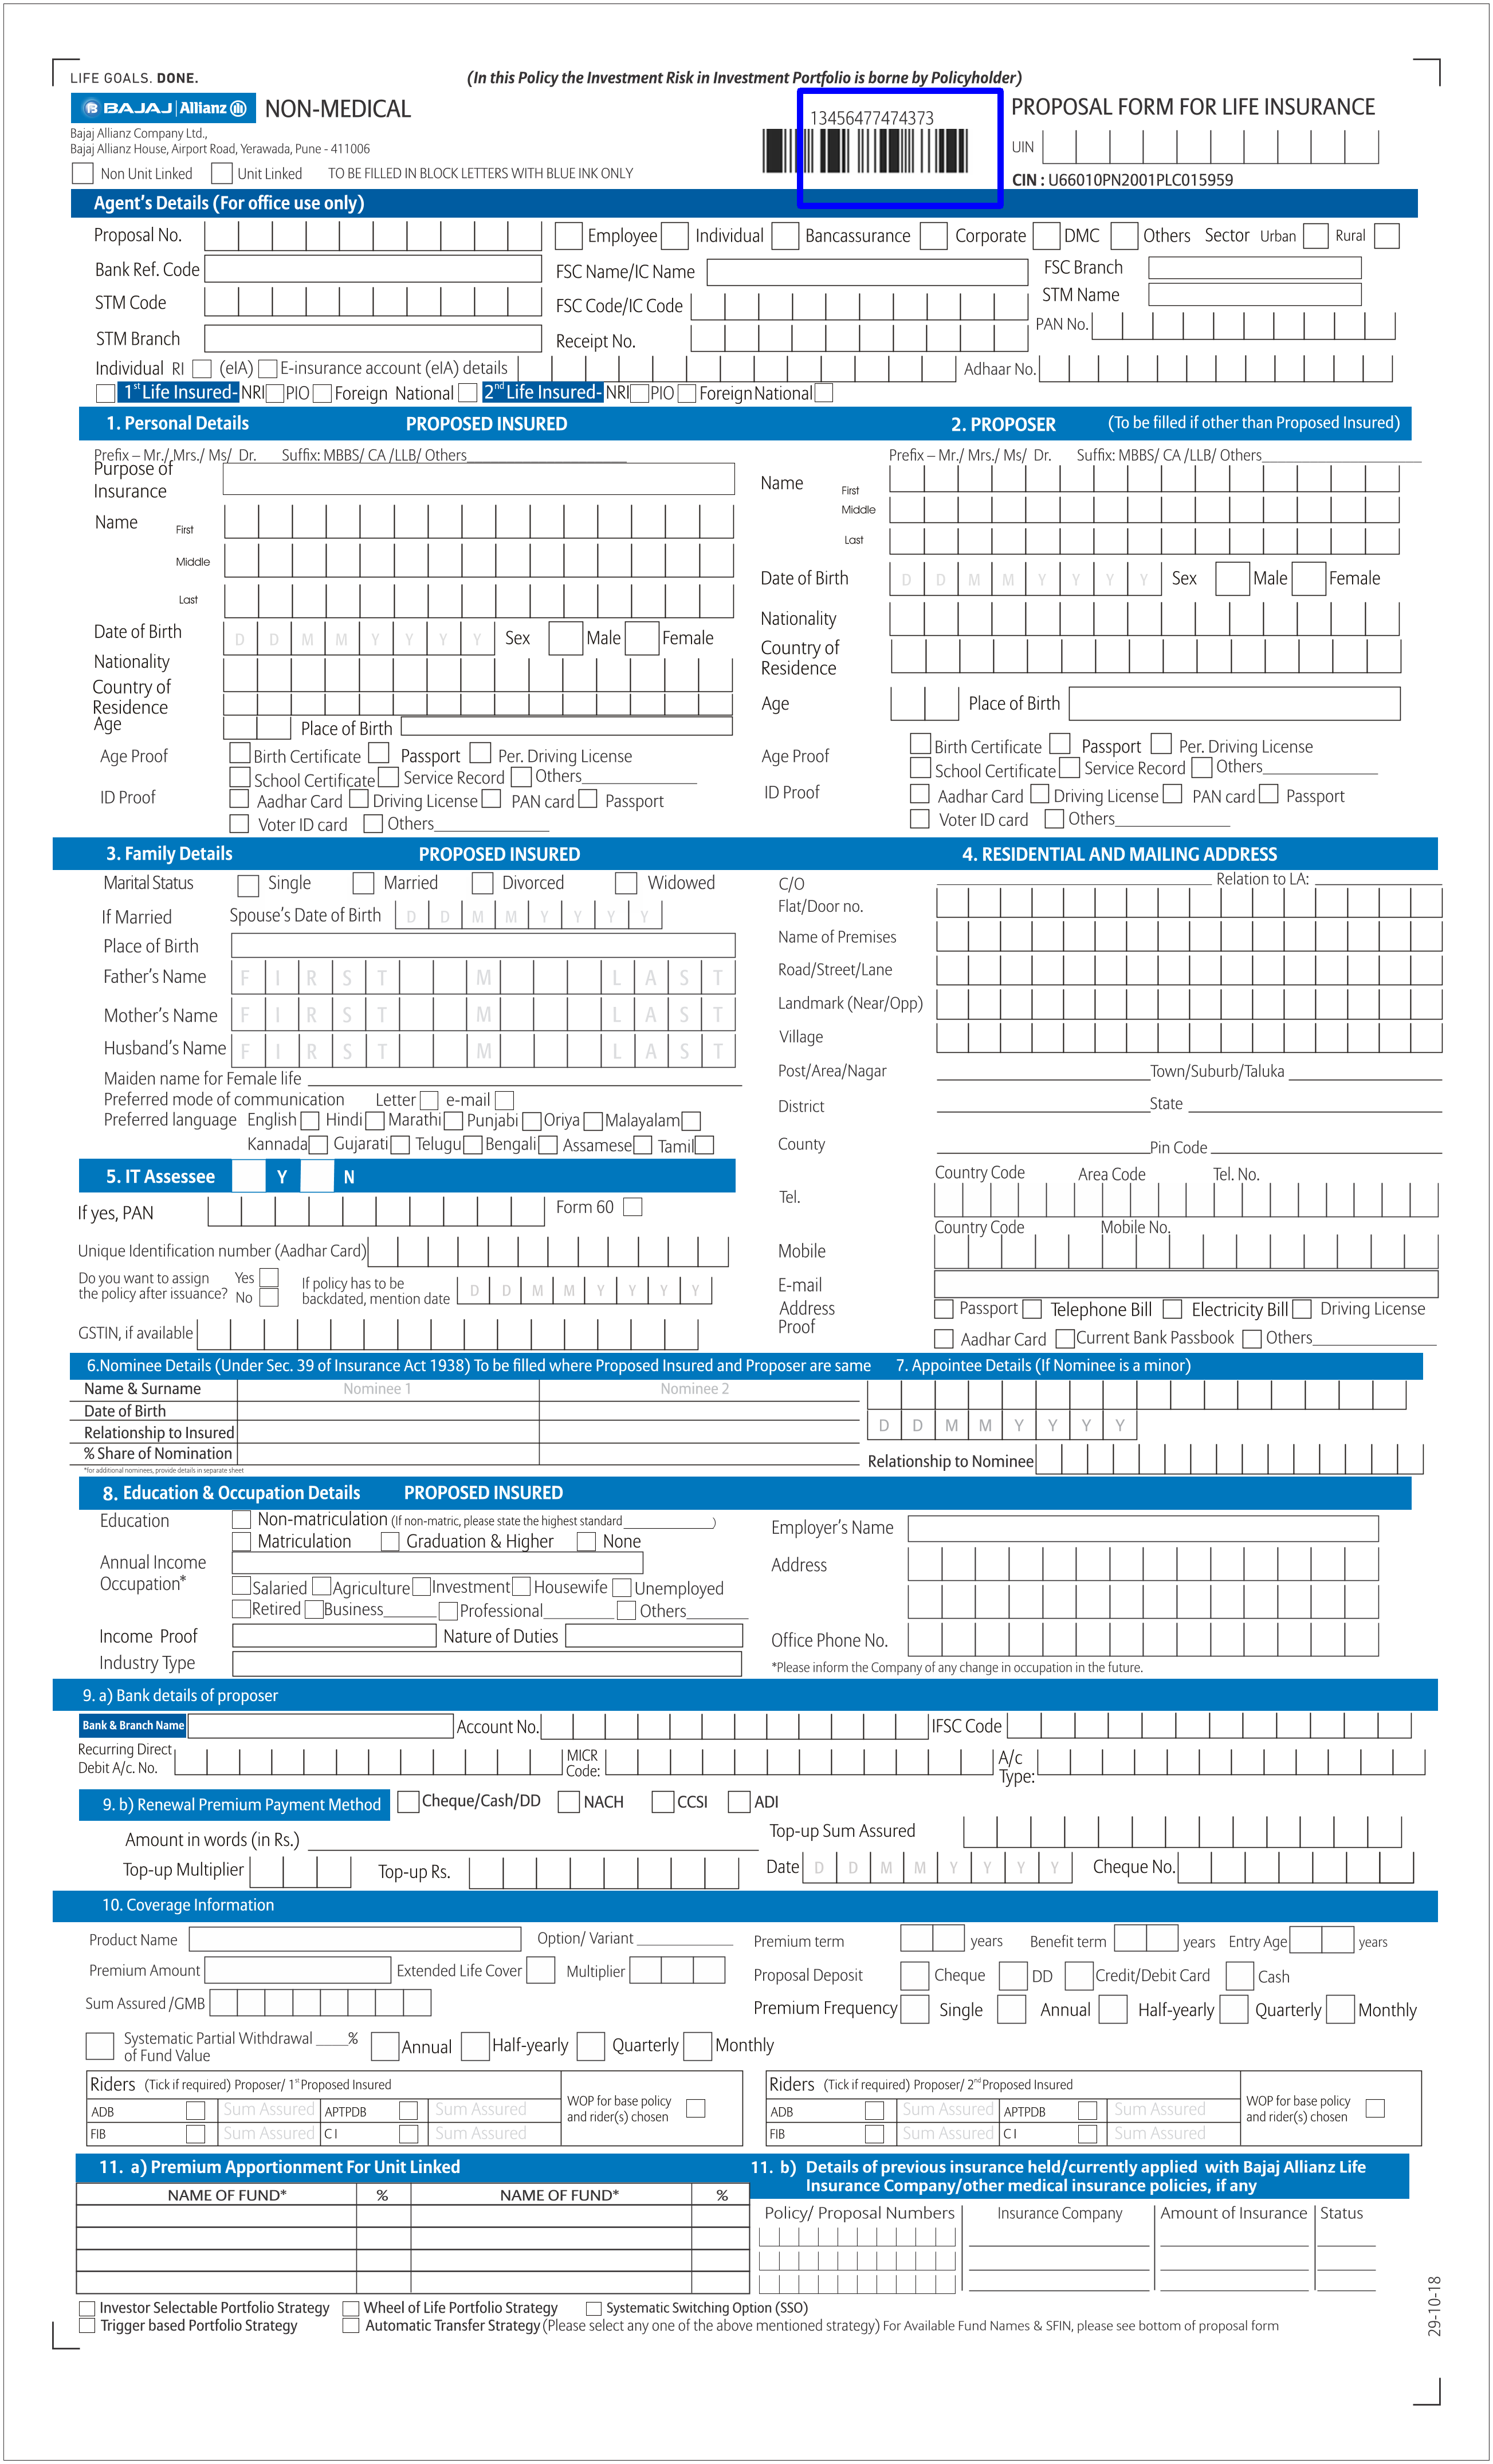 LIFE GOALS. DONE.
(In this Policy the Investment Risk in Investment Portfolio is borne by Policyholder)
BAJAJ | Allianz
NON-MEDICAL
13456477474373
PROPOSAL FORM FOR LIFE INSURANCE
Bajaj Allianz Company Ltd.,
Bajaj Allianz House, Airport Road, Yerawada, Pune - 411006
UIN
Non Unit Linked Unit Linked TO BE FILLED IN BLOCK LETTERS WITH BLUE INK ONLY
CIN : U66010PN2001PLC015959
Agent's Details (For office use only)
Proposal No. Employee Individual Bancassurance Corporate DMC Others Sector Urban Rural
Bank Ref. Code FSC Name/IC Name FSC Branch
STM Code FSC Code/IC Code STM Name
STM Branch Receipt No. PAN No.
Individual RI (eIA) E-insurance account (eIA) details Adhaar No.
1st Life Insured- NRI PIO Foreign National 2nd Life Insured- NRI PIO Foreign National
1. Personal Details PROPOSED INSURED
Prefix – Mr./ Mrs./ Ms/ Dr. Suffix: MBBS/ CA /LLB/ Others
Purpose of
Insurance
Name First
Middle
Last
Date of Birth D D M M Y Y Y Y Sex Male Female
Nationality
Country of
Residence
Age Place of Birth
Age Proof Birth Certificate Passport Per. Driving License
School Certificate Service Record Others
ID Proof Aadhar Card Driving License PAN card Passport
Voter ID card Others
2. PROPOSER (To be filled if other than Proposed Insured)
Prefix – Mr./ Mrs./ Ms/ Dr. Suffix: MBBS/ CA /LLB/ Others
Name First
Middle
Last
Date of Birth D D M M Y Y Y Y Sex Male Female
Nationality
Country of
Residence
Age Place of Birth
Age Proof Birth Certificate Passport Per. Driving License
School Certificate Service Record Others
ID Proof Aadhar Card Driving License PAN card Passport
Voter ID card Others
3. Family Details PROPOSED INSURED
Marital Status Single Married Divorced Widowed
If Married Spouse's Date of Birth D D M M Y Y Y Y
Place of Birth
Father's Name F I R S T M L A S T
Mother's Name F I R S T M L A S T
Husband's Name F I R S T M L A S T
Maiden name for Female life
Preferred mode of communication Letter e-mail
Preferred language English Hindi Marathi Punjabi Oriya Malayalam
Kannada Gujarati Telugu Bengali Assamese Tamil
5. IT Assessee Y N
If yes, PAN Form 60
Unique Identification number (Aadhar Card)
Do you want to assign Yes
the policy after issuance? No
If policy has to be
backdated, mention date D D M M Y Y Y Y
GSTIN, if available
4. RESIDENTIAL AND MAILING ADDRESS
C/O Relation to LA:
Flat/Door no.
Name of Premises
Road/Street/Lane
Landmark (Near/Opp)
Village
Post/Area/Nagar Town/Suburb/Taluka
District State
County Pin Code
Country Code Area Code Tel. No.
Tel.
Country Code Mobile No.
Mobile
E-mail
Address
Proof
Passport Telephone Bill Electricity Bill Driving License
Aadhar Card Current Bank Passbook Others
6.Nominee Details (Under Sec. 39 of Insurance Act 1938) To be filled where Proposed Insured and Proposer are same 7. Appointee Details (If Nominee is a minor)
Name & Surname Nominee 1 Nominee 2
Date of Birth D D M M Y Y Y Y
Relationship to Insured
% Share of Nomination Relationship to Nominee
*for additional nominees, provide details in separate sheet
8. Education & Occupation Details PROPOSED INSURED
Education Non-matriculation (If non-matric, please state the highest standard )
Matriculation Graduation & Higher None
Annual Income
Occupation* Salaried Agriculture Investment Housewife Unemployed
Retired Business Professional Others
Income Proof Nature of Duties
Industry Type
Employer's Name
Address
Office Phone No.
*Please inform the Company of any change in occupation in the future.
9. a) Bank details of proposer
Bank & Branch Name Account No. IFSC Code
Recurring Direct
Debit A/c. No.
MICR
Code:
A/c
Type:
9. b) Renewal Premium Payment Method Cheque/Cash/DD NACH CCSI ADI
Amount in words (in Rs.) Top-up Sum Assured
Top-up Multiplier Top-up Rs. Date D D M M Y Y Y Y Cheque No.
10. Coverage Information
Product Name Option/ Variant Premium term years Benefit term years Entry Age years
Premium Amount Extended Life Cover Multiplier Proposal Deposit Cheque DD Credit/Debit Card Cash
Sum Assured /GMB Premium Frequency Single Annual Half-yearly Quarterly Monthly
Systematic Partial Withdrawal ____% Annual Half-yearly Quarterly Monthly
of Fund Value
Riders (Tick if required) Proposer/ 1st Proposed Insured
ADB Sum Assured APTPDB Sum Assured
FIB Sum Assured C I Sum Assured
WOP for base policy
and rider(s) chosen
Riders (Tick if required) Proposer/ 2nd Proposed Insured
ADB Sum Assured APTPDB Sum Assured
FIB Sum Assured C I Sum Assured
WOP for base policy
and rider(s) chosen
11. a) Premium Apportionment For Unit Linked
NAME OF FUND* % NAME OF FUND* %
11. b) Details of previous insurance held/currently applied with Bajaj Allianz Life
Insurance Company/other medical insurance policies, if any
Policy/ Proposal Numbers Insurance Company Amount of Insurance Status
Investor Selectable Portfolio Strategy Wheel of Life Portfolio Strategy Systematic Switching Option (SSO)
Trigger based Portfolio Strategy Automatic Transfer Strategy (Please select any one of the above mentioned strategy) For Available Fund Names & SFIN, please see bottom of proposal form
29-10-18